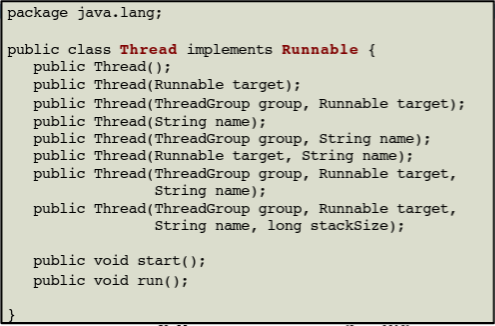 package java.lang;
public class Thread implements Runnable {
public Thread();
public Thread(Runnable target);
public Thread(ThreadGroup group, Runnable target);
public Thread(String name);
public Thread(ThreadGroup group, String name);
public Thread(Runnable target, String name);
public Thread(ThreadGroup group, Runnable target,
String name);
public Thread(ThreadGroup group, Runnable target,
String name, long stackSize);
public void start();
public void run();
}